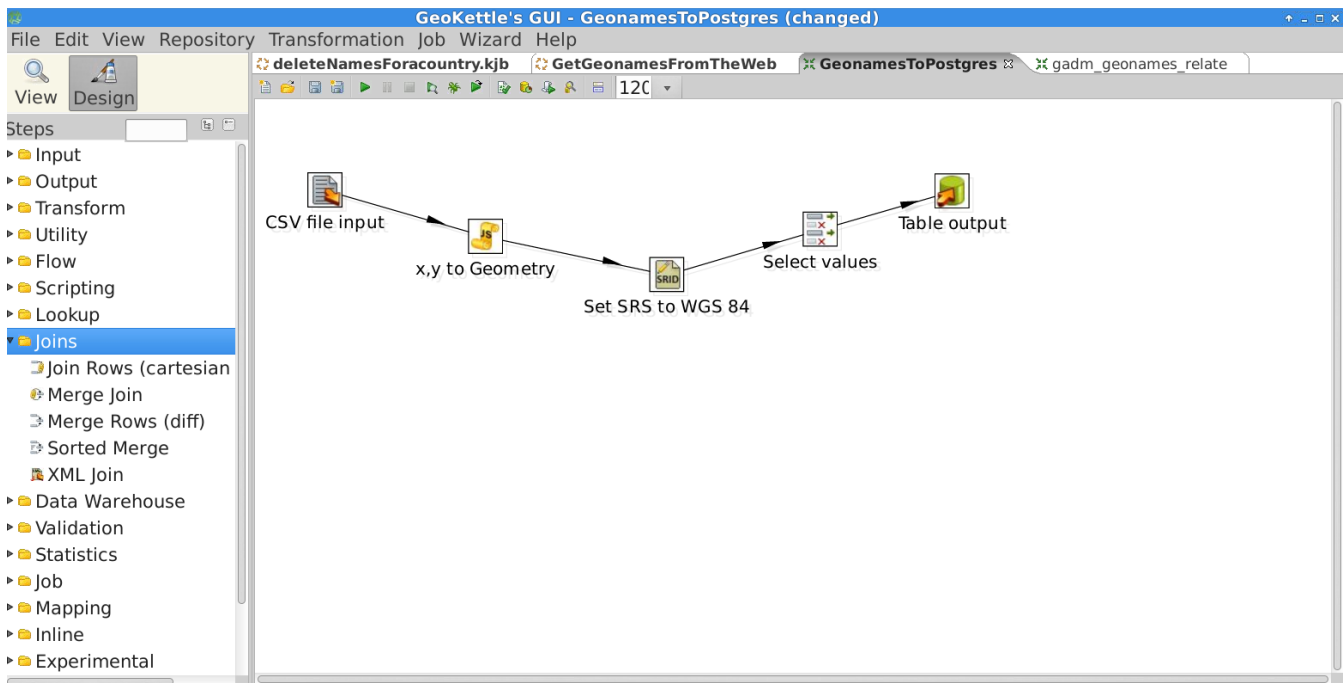 GeoKettle's GUI - GeonamesToPostgres (changed)
File Edit View Repository Transformation Job Wizard Help
View Design
deleteNamesForacountry.kjb GetGeonamesFromTheWeb GeonamesToPostgres gadm_geonames_relate
Steps
Input
Output
Transform
Utility
Flow
Scripting
Lookup
Joins
Join Rows (cartesian
Merge Join
Merge Rows (diff)
Sorted Merge
XML Join
Data Warehouse
Validation
Statistics
Job
Mapping
Inline
Experimental
CSV file input
JS
x,y to Geometry
SRID
Set SRS to WGS 84
Select values
Table output